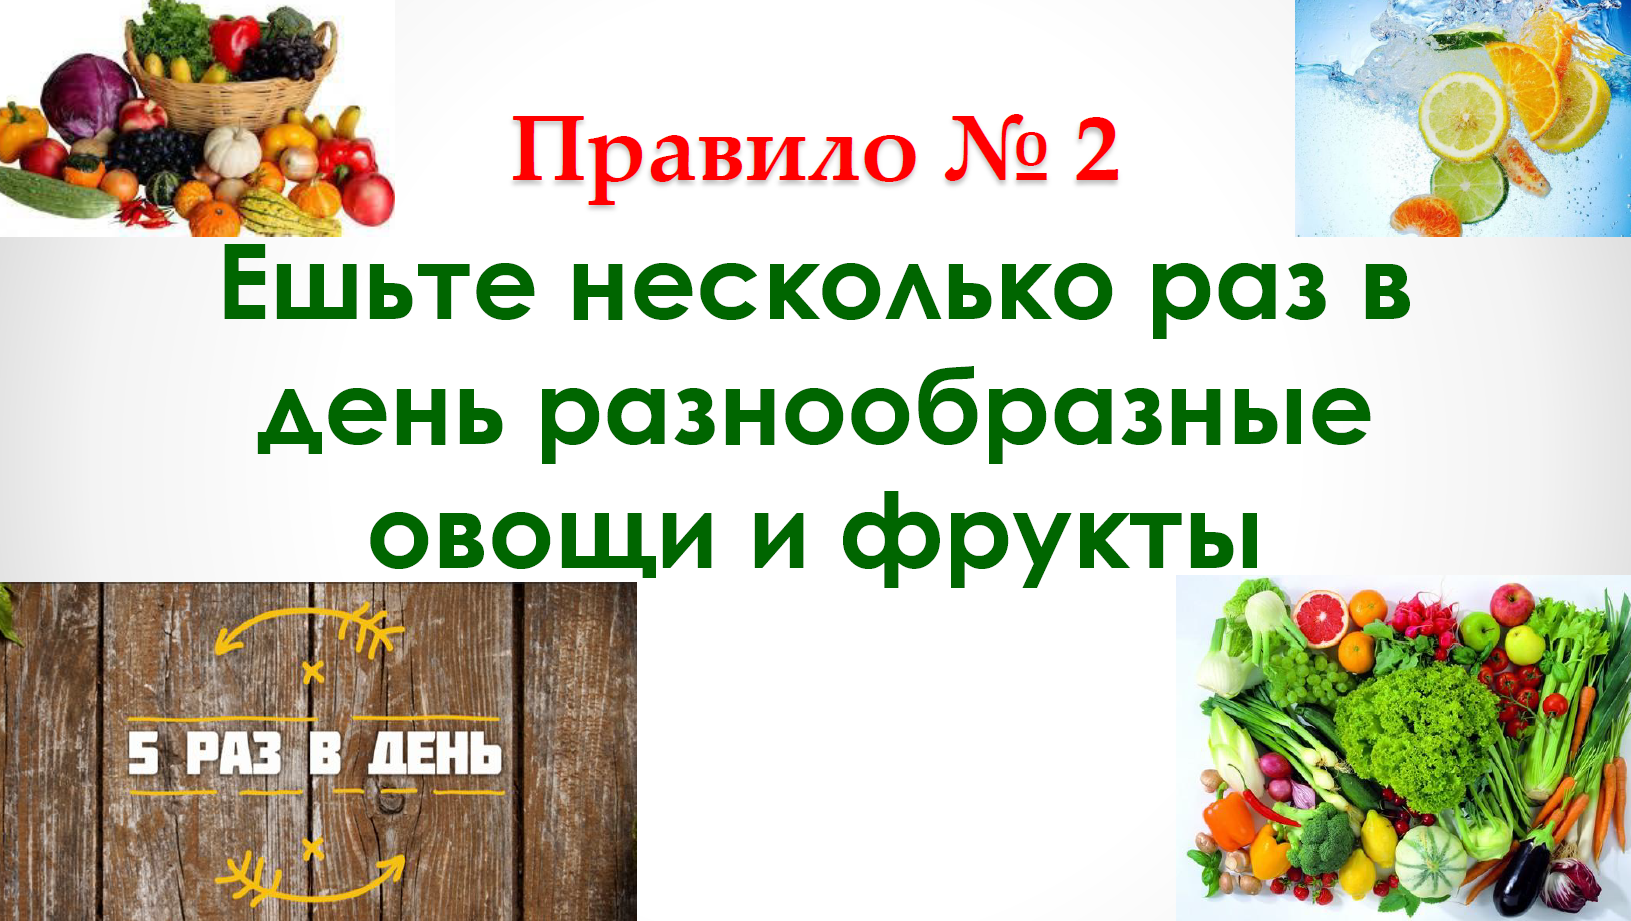 Правило № 2
Ешьте несколько раз в
день разнообразные
овощи и фрукты
5 РАЗ В ДЕНЬ